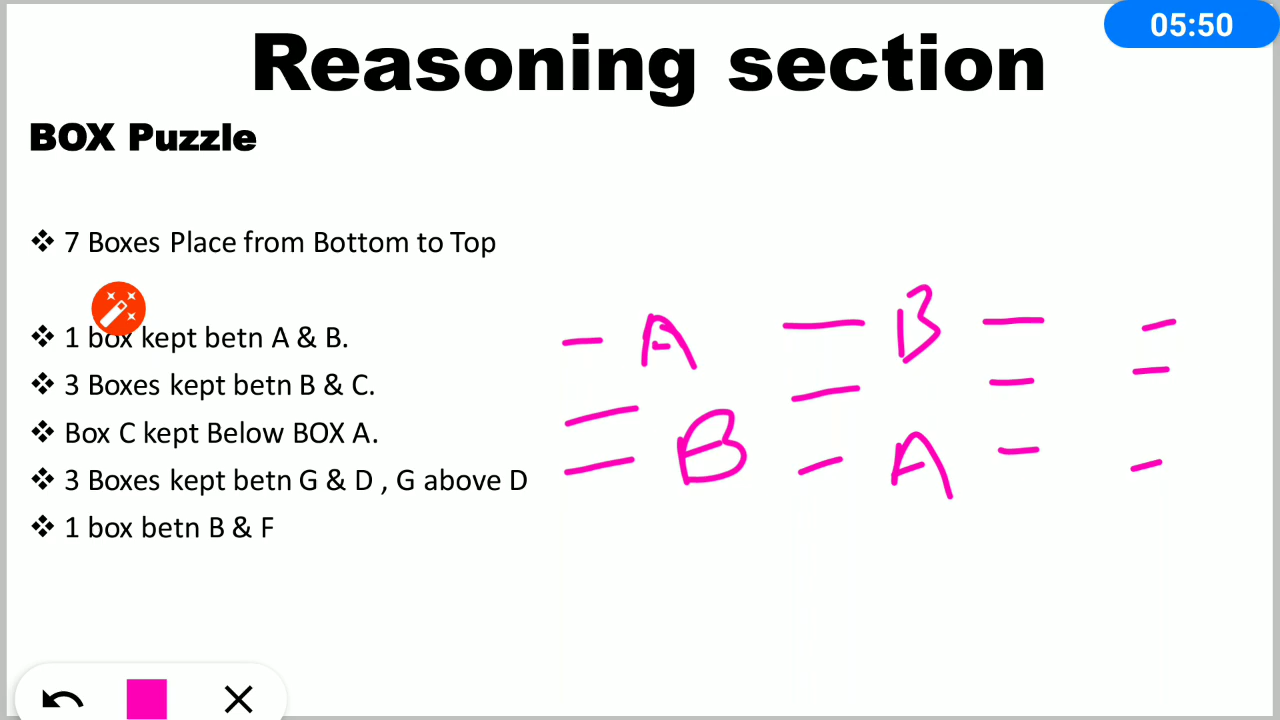 05:50
Reasoning section
BOX Puzzle
❖ 7 Boxes Place from Bottom to Top
❖ 1 box kept betn A & B.
❖ 3 Boxes kept betn B & C.
❖ Box C kept Below BOX A.
❖ 3 Boxes kept betn G & D , G above D
❖ 1 box betn B & F
A B
B A